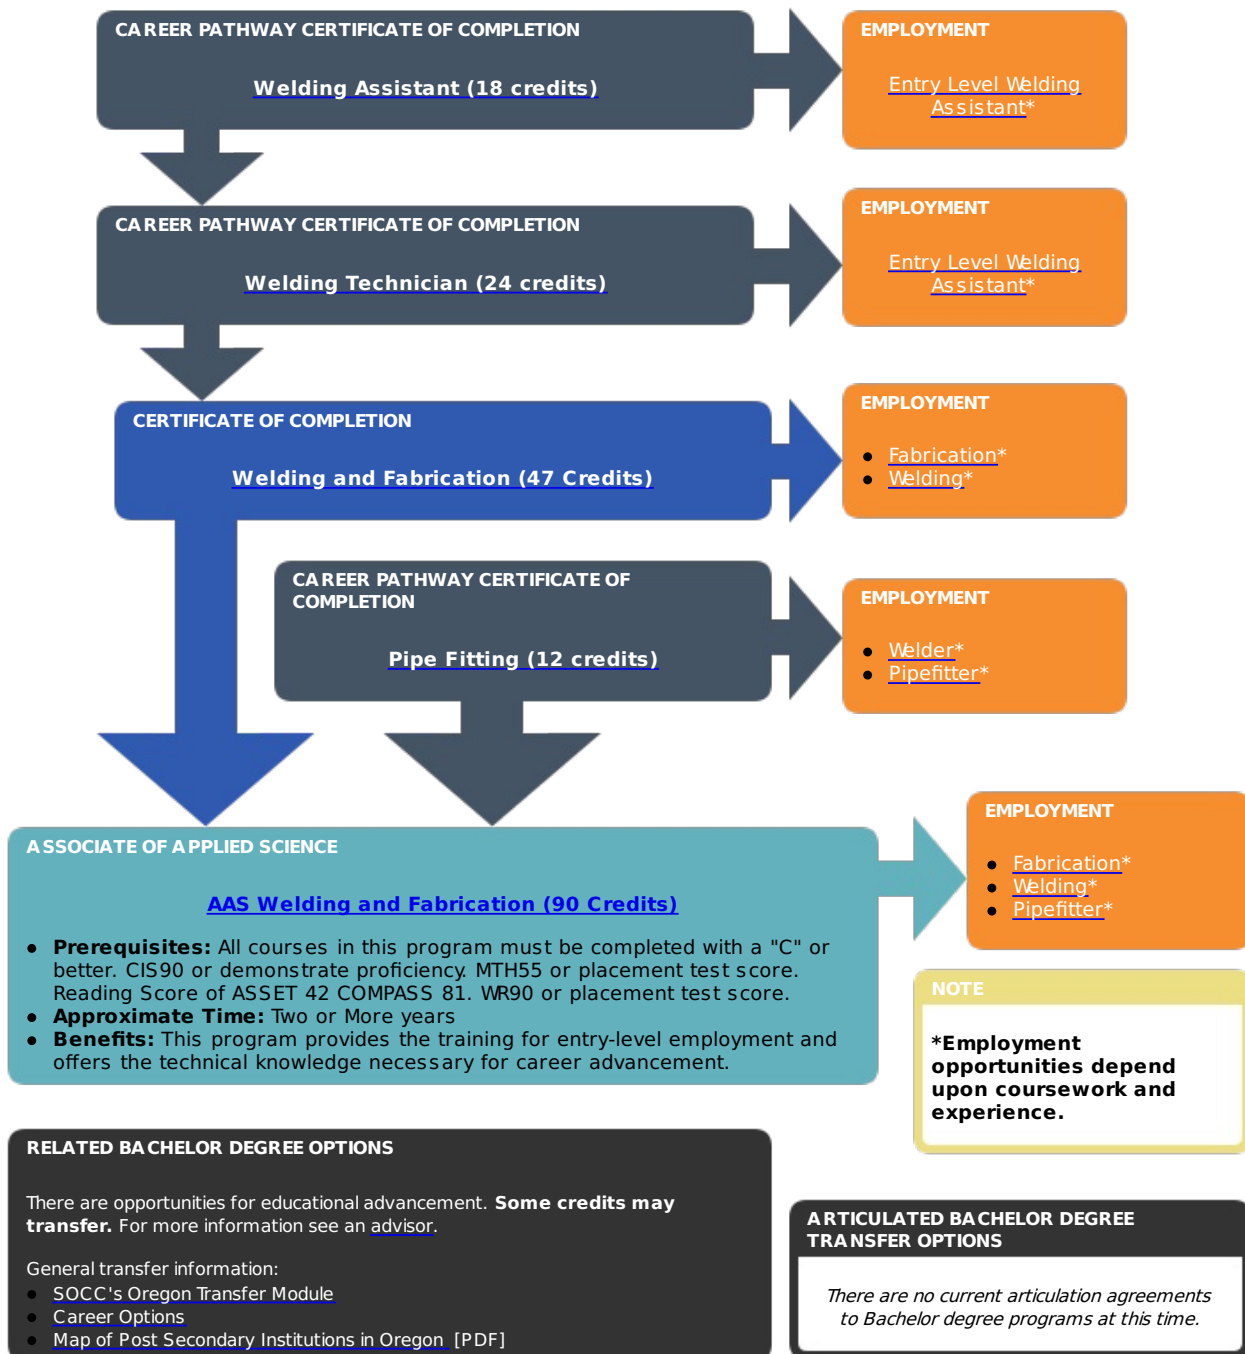 CAREER PATHWAY CERTIFICATE OF COMPLETION
Welding Assistant (18 credits)
EMPLOYMENT
Entry Level Welding
Assistant*
CAREER PATHWAY CERTIFICATE OF COMPLETION
Welding Technician (24 credits)
EMPLOYMENT
Entry Level Welding
Assistant*
CERTIFICATE OF COMPLETION
Welding and Fabrication (47 Credits)
EMPLOYMENT
● Fabrication*
● Welding*
CAREER PATHWAY CERTIFICATE OF
COMPLETION
Pipe Fitting (12 credits)
EMPLOYMENT
● Welder*
● Pipefitter*
ASSOCIATE OF APPLIED SCIENCE
AAS Welding and Fabrication (90 Credits)
● Prerequisites: All courses in this program must be completed with a "C" or
better. CIS90 or demonstrate proficiency. MTH55 or placement test score.
Reading Score of ASSET 42 COMPASS 81. WR90 or placement test score.
● Approximate Time: Two or More years
● Benefits: This program provides the training for entry-level employment and
offers the technical knowledge necessary for career advancement.
EMPLOYMENT
● Fabrication*
● Welding*
● Pipefitter*
NOTE
*Employment
opportunities depend
upon coursework and
experience.
RELATED BACHELOR DEGREE OPTIONS
There are opportunities for educational advancement. Some credits may
transfer. For more information see an advisor.
General transfer information:
● SOCC's Oregon Transfer Module
● Career Options
● Map of Post Secondary Institutions in Oregon [PDF]
ARTICULATED BACHELOR DEGREE
TRANSFER OPTIONS
There are no current articulation agreements
to Bachelor degree programs at this time.